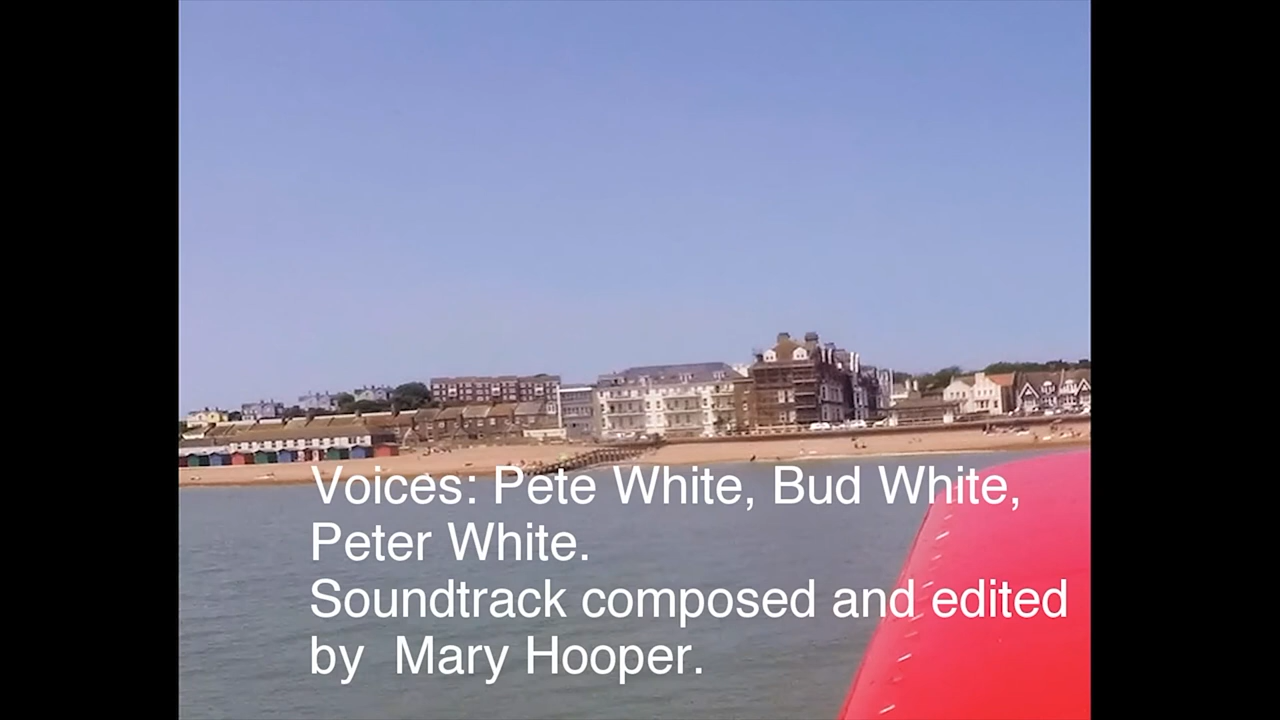 Voices: Pete White, Bud White,
Peter White.
Soundtrack composed and edited
by  Mary Hooper.